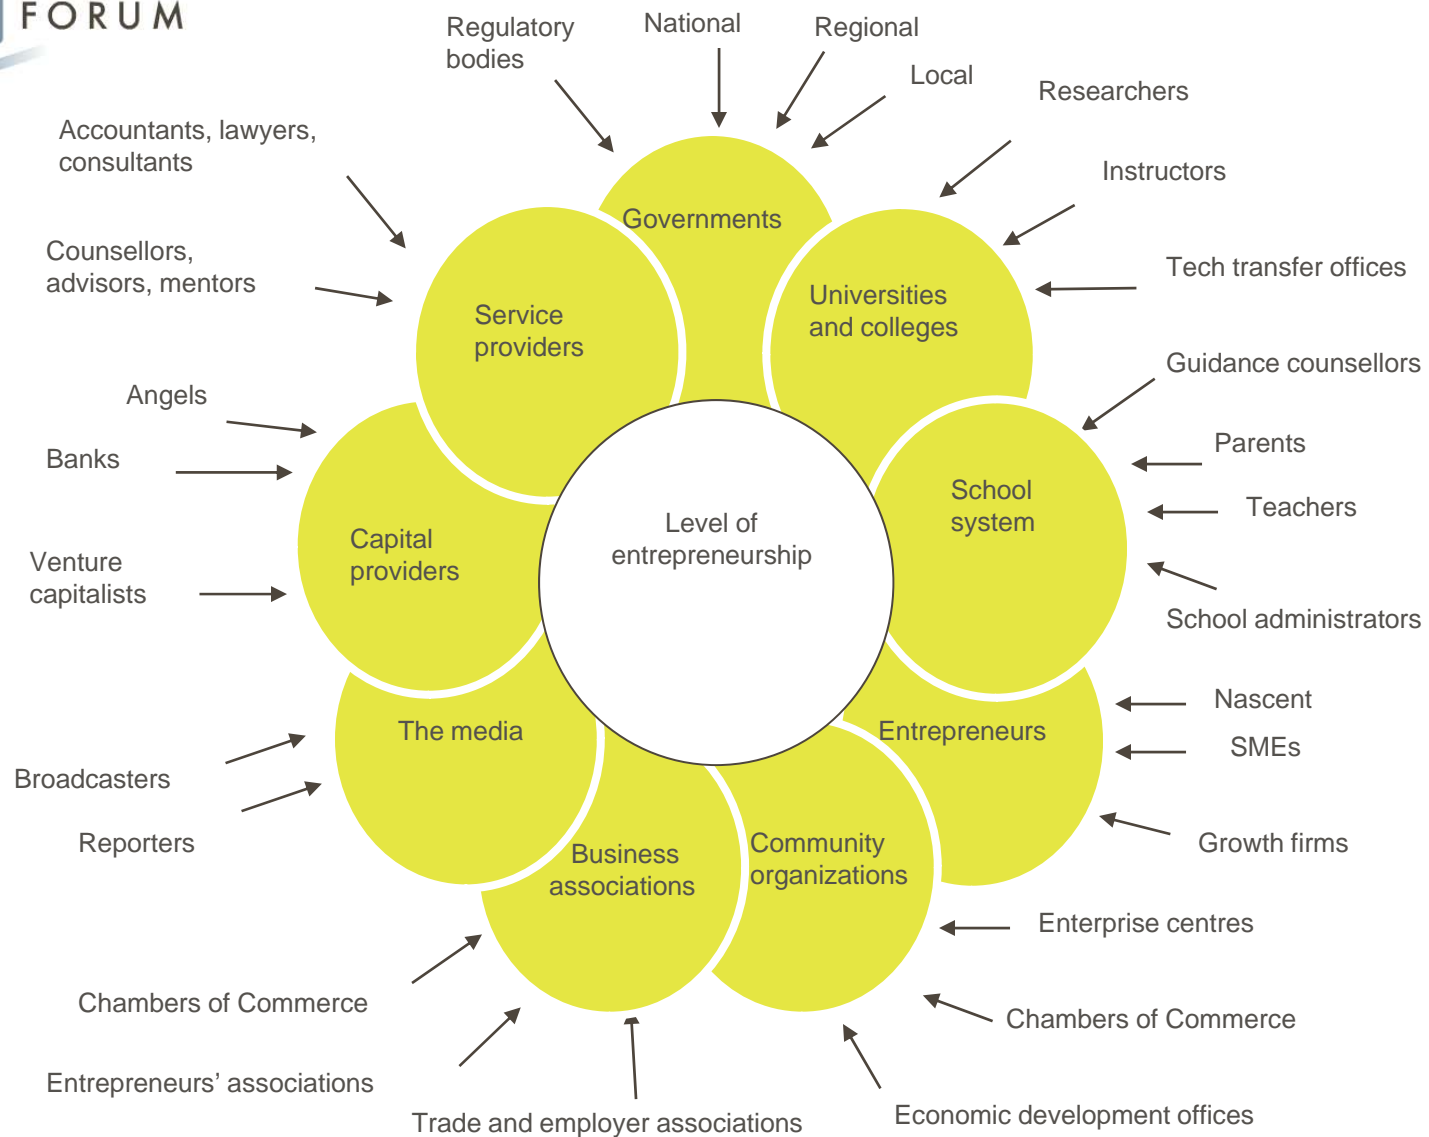 FORUM
Regulatory
bodies
National
Regional
Local
Researchers
Accountants, lawyers,
consultants
Instructors
Governments
Counsellors,
advisors, mentors
Tech transfer offices
Universities
and colleges
Service
providers
Guidance counsellors
Angels
Parents
Banks
School
system
Teachers
Level of
entrepreneurship
Capital
providers
Venture
capitalists
School administrators
Nascent
The media
Entrepreneurs
SMEs
Broadcasters
Reporters
Business
associations
Community
organizations
Growth firms
Enterprise centres
Chambers of Commerce
Chambers of Commerce
Entrepreneurs’ associations
Trade and employer associations
Economic development offices